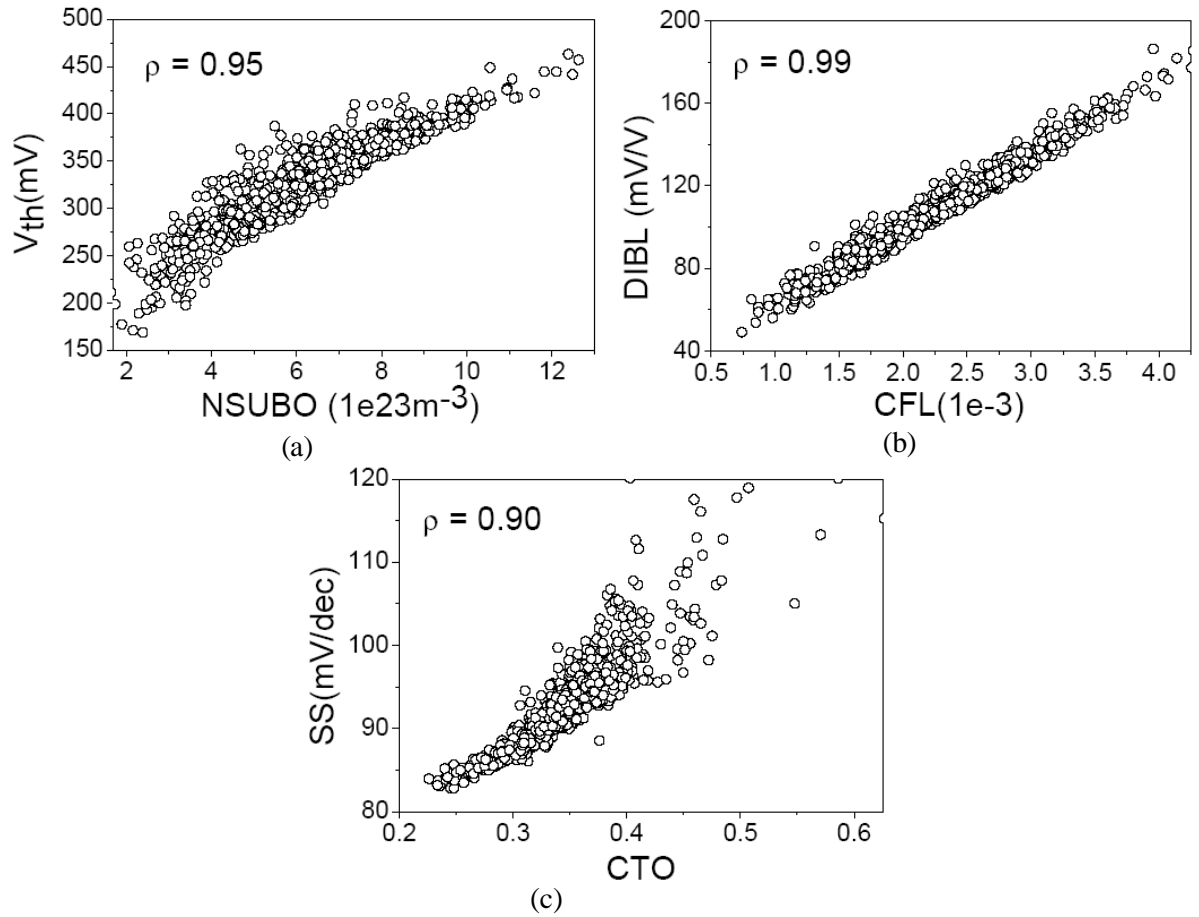 500
450
400
350
300
250
200
150
Vth(mV)
ρ = 0.95
2 4 6 8 10 12
NSUBO (1e23m-3)
(a)
200
160
120
80
40
DIBL (mV/V)
ρ = 0.99
0.5 1.0 1.5 2.0 2.5 3.0 3.5 4.0
CFL(1e-3)
(b)
120
110
100
90
80
SS(mV/dec)
ρ = 0.90
0.2 0.3 0.4 0.5 0.6
CTO
(c)